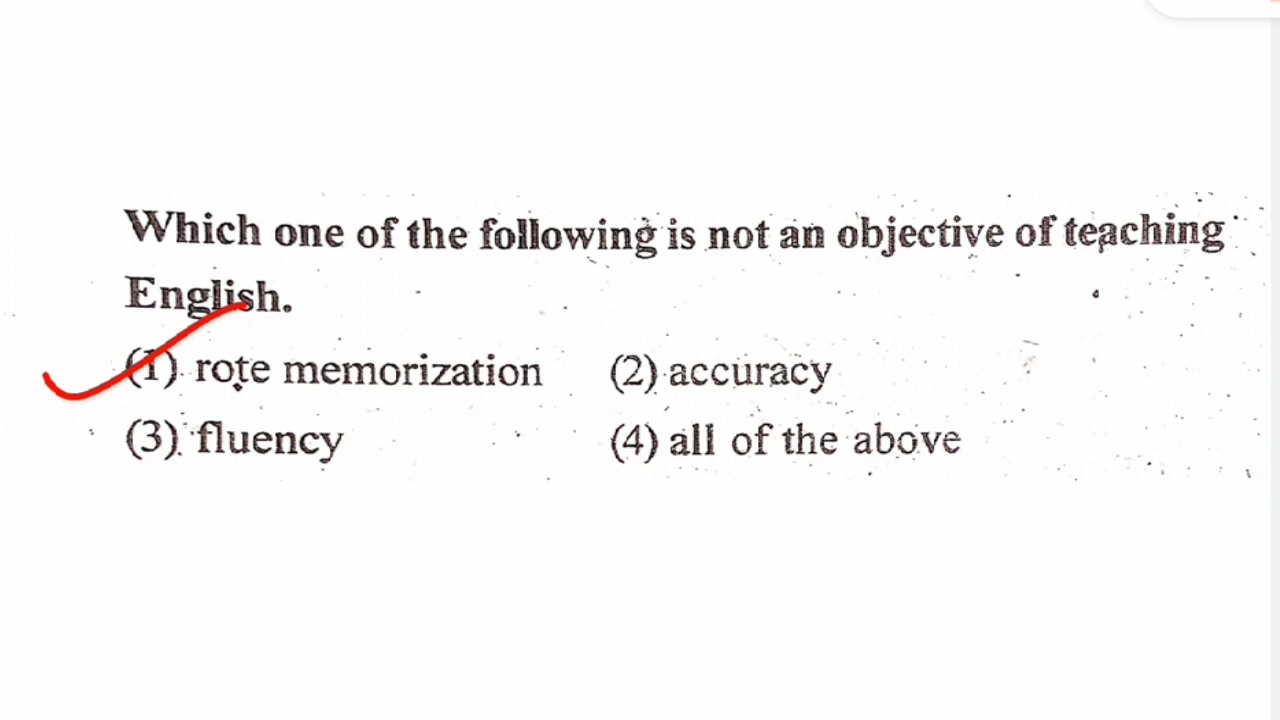 Which one of the following is not an objective of teaching
English.
(1) rote memorization (2) accuracy
(3) fluency (4) all of the above